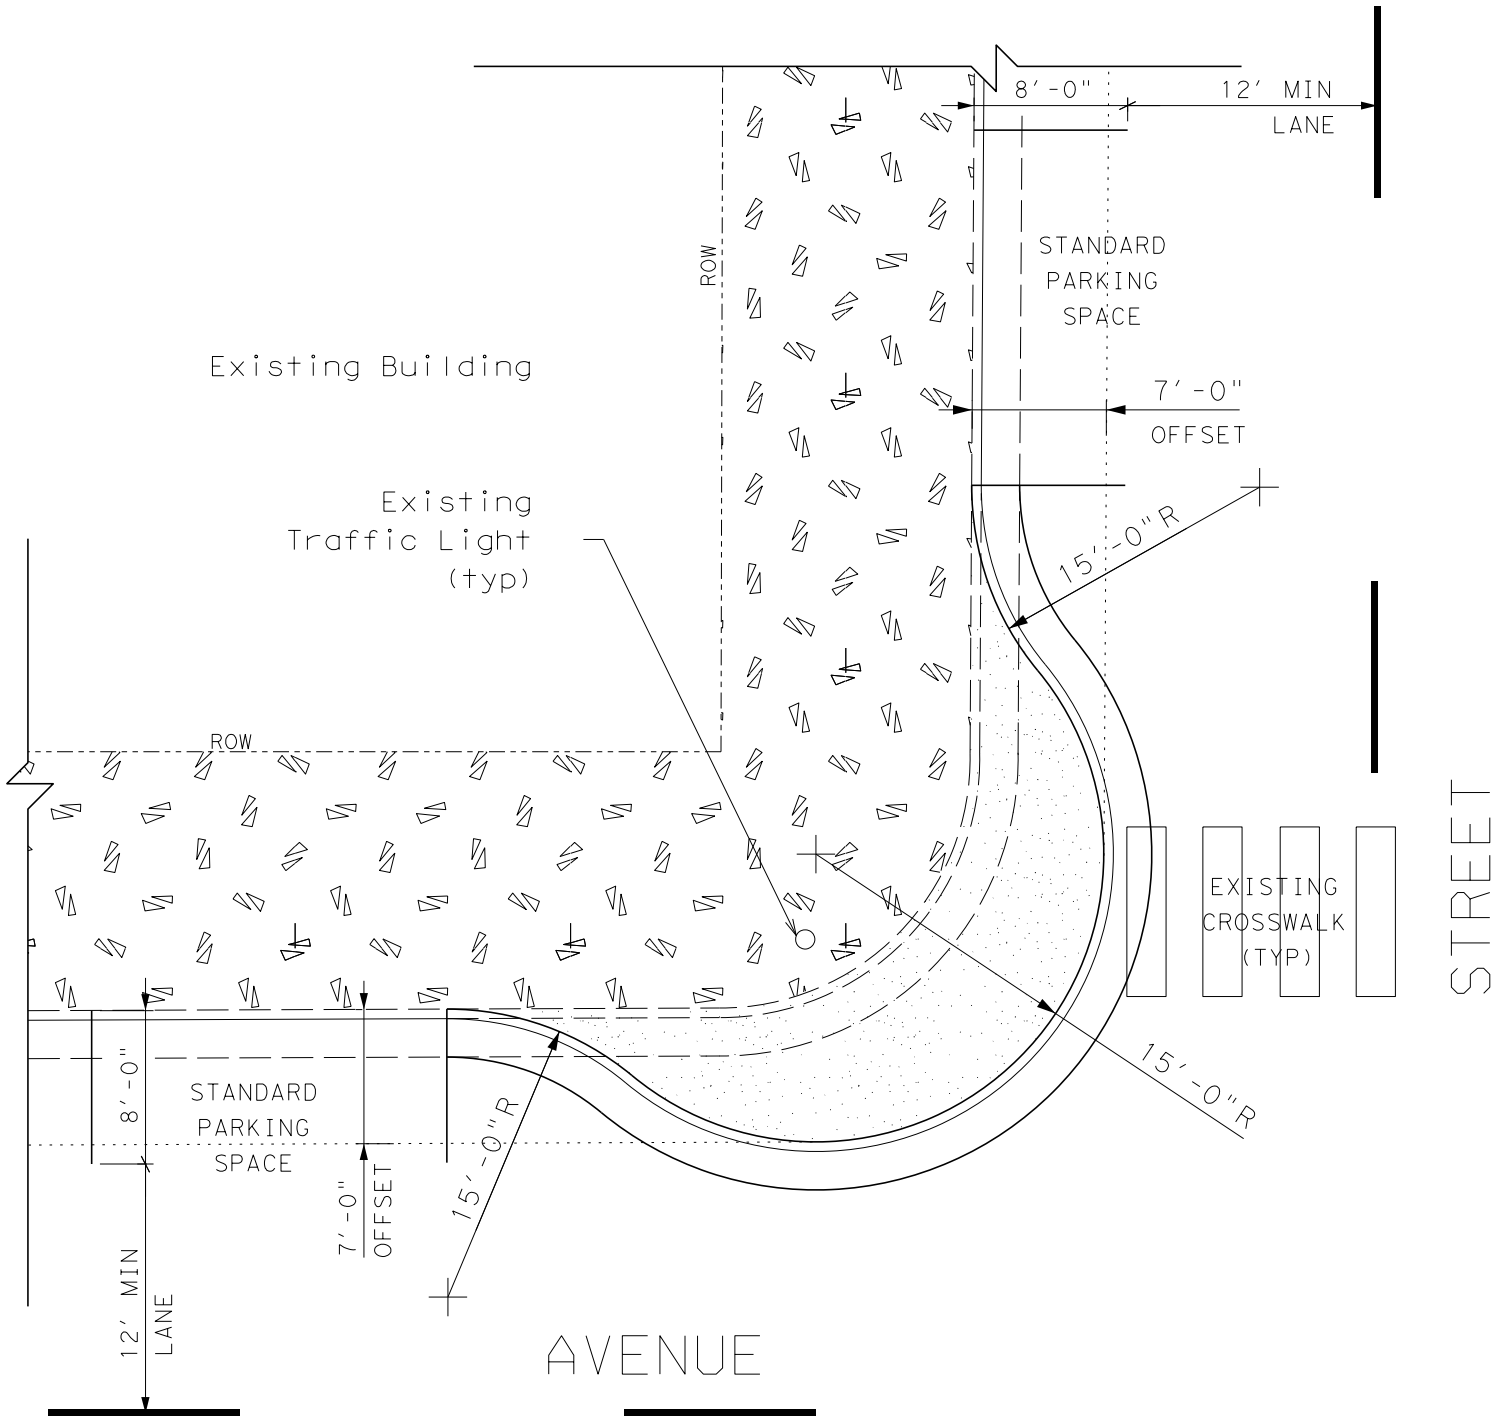 8'-0"
12' MIN
LANE
STANDARD
PARKING
SPACE
ROW
Existing Building
7'-0"
OFFSET
Existing
Traffic Light
(typ)
15'-0"R
ROW
STREET
EXISTING
CROSSWALK
(TYP)
8'-0"
STANDARD
PARKING
SPACE
15'-0"R
15'-0"R
7'-0"
OFFSET
12' MIN
LANE
AVENUE